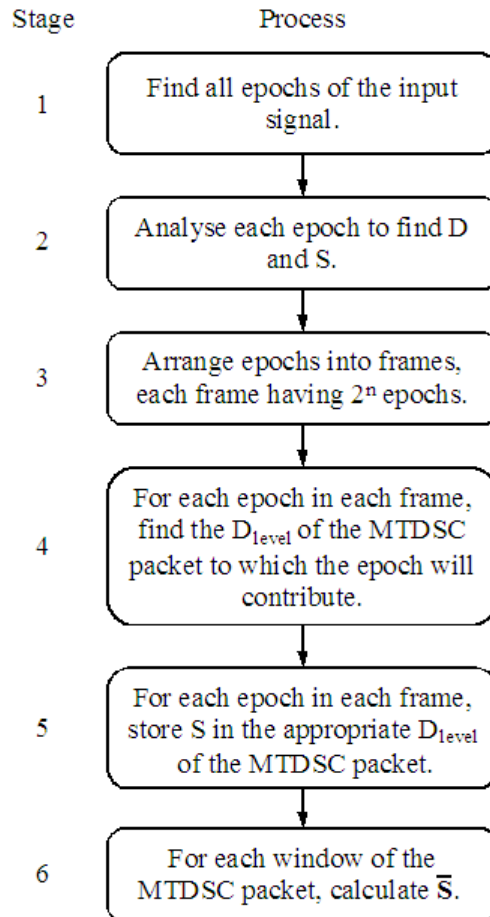 Stage Process
1
Find all epochs of the input
signal.
2
Analyse each epoch to find D
and S.
3
Arrange epochs into frames,
each frame having 2ⁿ epochs.
4
For each epoch in each frame,
find the Dlevel of the MTDSC
packet to which the epoch will
contribute.
5
For each epoch in each frame,
store S in the appropriate Dlevel
of the MTDSC packet.
6
For each window of the
MTDSC packet, calculate S̅.